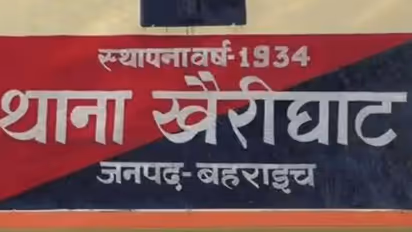 स्थापना वर्ष-1934
थाना खैरीघाट
जनपद-बहराइच